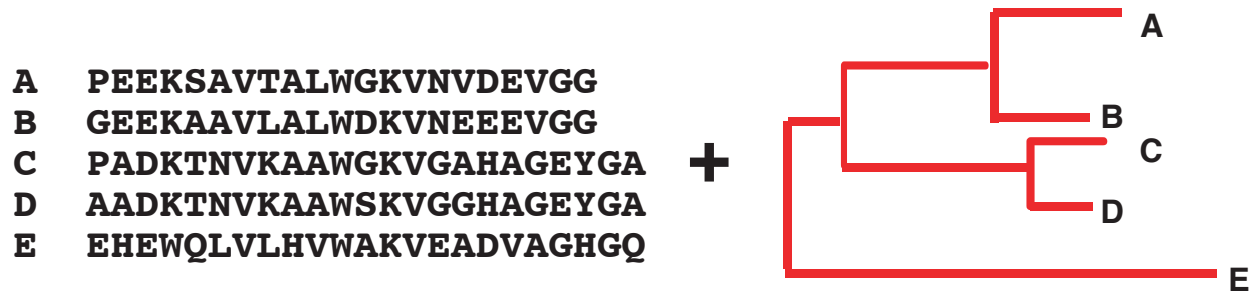 A PEEKSAVTALWGKVNVDEVGG
B GEEKAAVLALWDKVNEEEVGG
C PADKTNVKAAWGKVGAHAGEYGA
D AADKTNVKAAWSKVGGHAGEYGA
E EHEWQLVLHVWAKVEADVAGHGQ
+
A
B
C
D
E